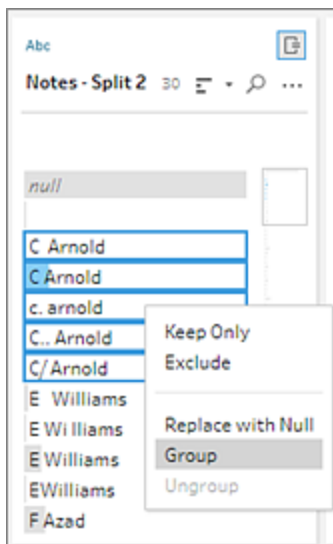 Abc
Notes - Split 2 30 ...
null
C Arnold
C Arnold
c. arnold
C.. Arnold
C/ Arnold
E Williams
E Wi lliams
E Williams
EWilliams
F Azad
Keep Only
Exclude
Replace with Null
Group
Ungroup